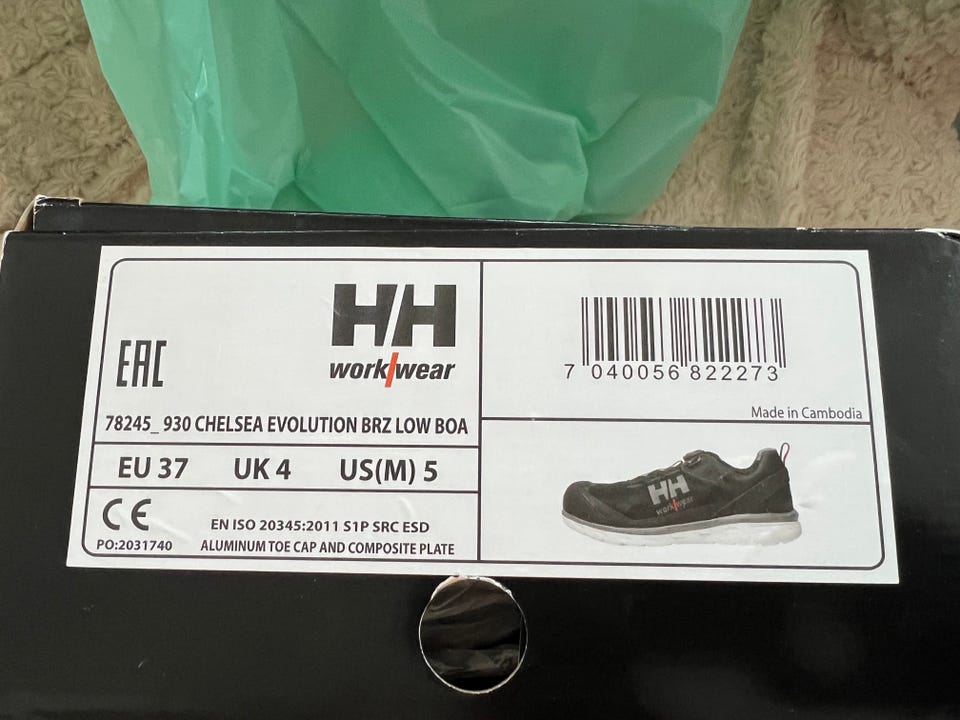 HH
work/wear
EAC
78245_ 930 CHELSEA EVOLUTION BRZ LOW BOA
EU 37 UK 4 US(M) 5
CE
EN ISO 20345:2011 S1P SRC ESD
PO:2031740 ALUMINUM TOE CAP AND COMPOSITE PLATE
7 040056 822273
Made in Cambodia
HH
work/wear